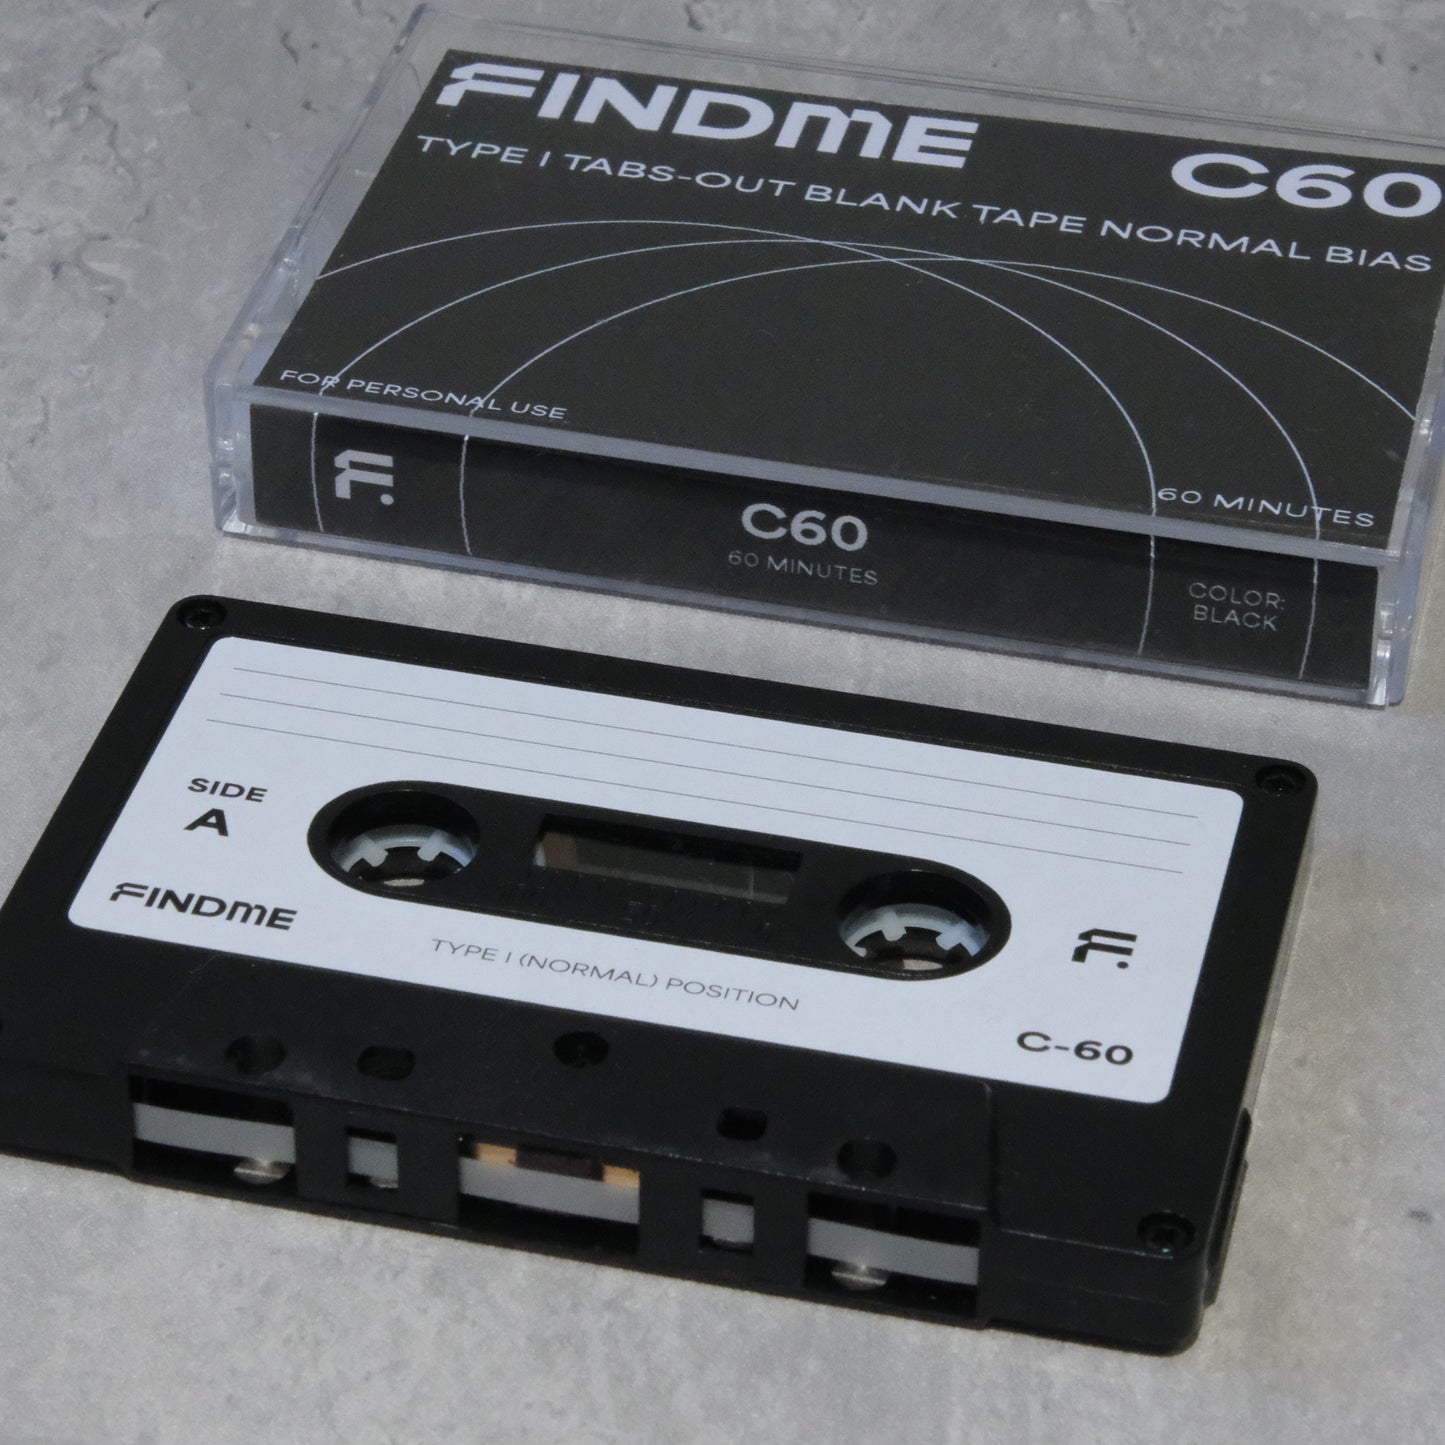 FINDME
C60
TYPE I TABS-OUT BLANK TAPE NORMAL BIAS
FOR PERSONAL USE
60 MINUTES
F.
C60
60 MINUTES
COLOR:
BLACK
SIDE
A
FINDME
TYPE I (NORMAL) POSITION
F.
C-60